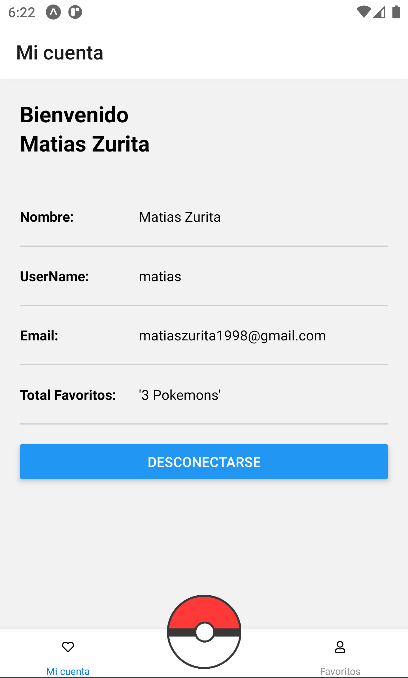 6:22
Mi cuenta
Bienvenido
Matias Zurita
Nombre: Matias Zurita
UserName: matias
Email: matiaszurita1998@gmail.com
Total Favoritos: '3 Pokemons'
DESCONECTARSE
Mi cuenta Favoritos